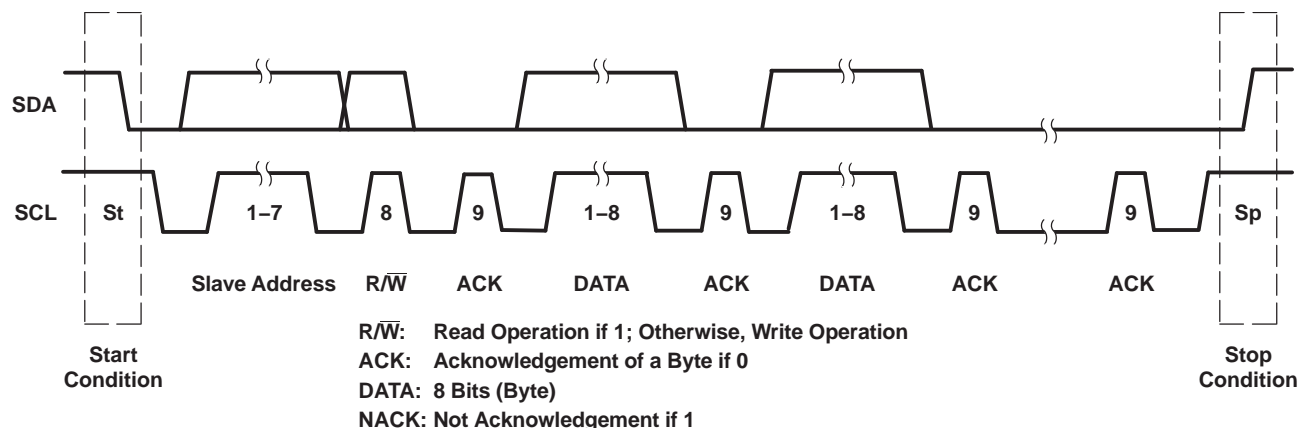 SDA
SCL St 1–7 8 9 1–8 9 1–8 9 9 Sp
Slave Address R/W̅ ACK DATA ACK DATA ACK ACK
R/W̅: Read Operation if 1; Otherwise, Write Operation
ACK: Acknowledgement of a Byte if 0
DATA: 8 Bits (Byte)
NACK: Not Acknowledgement if 1
Start
Condition
Stop
Condition